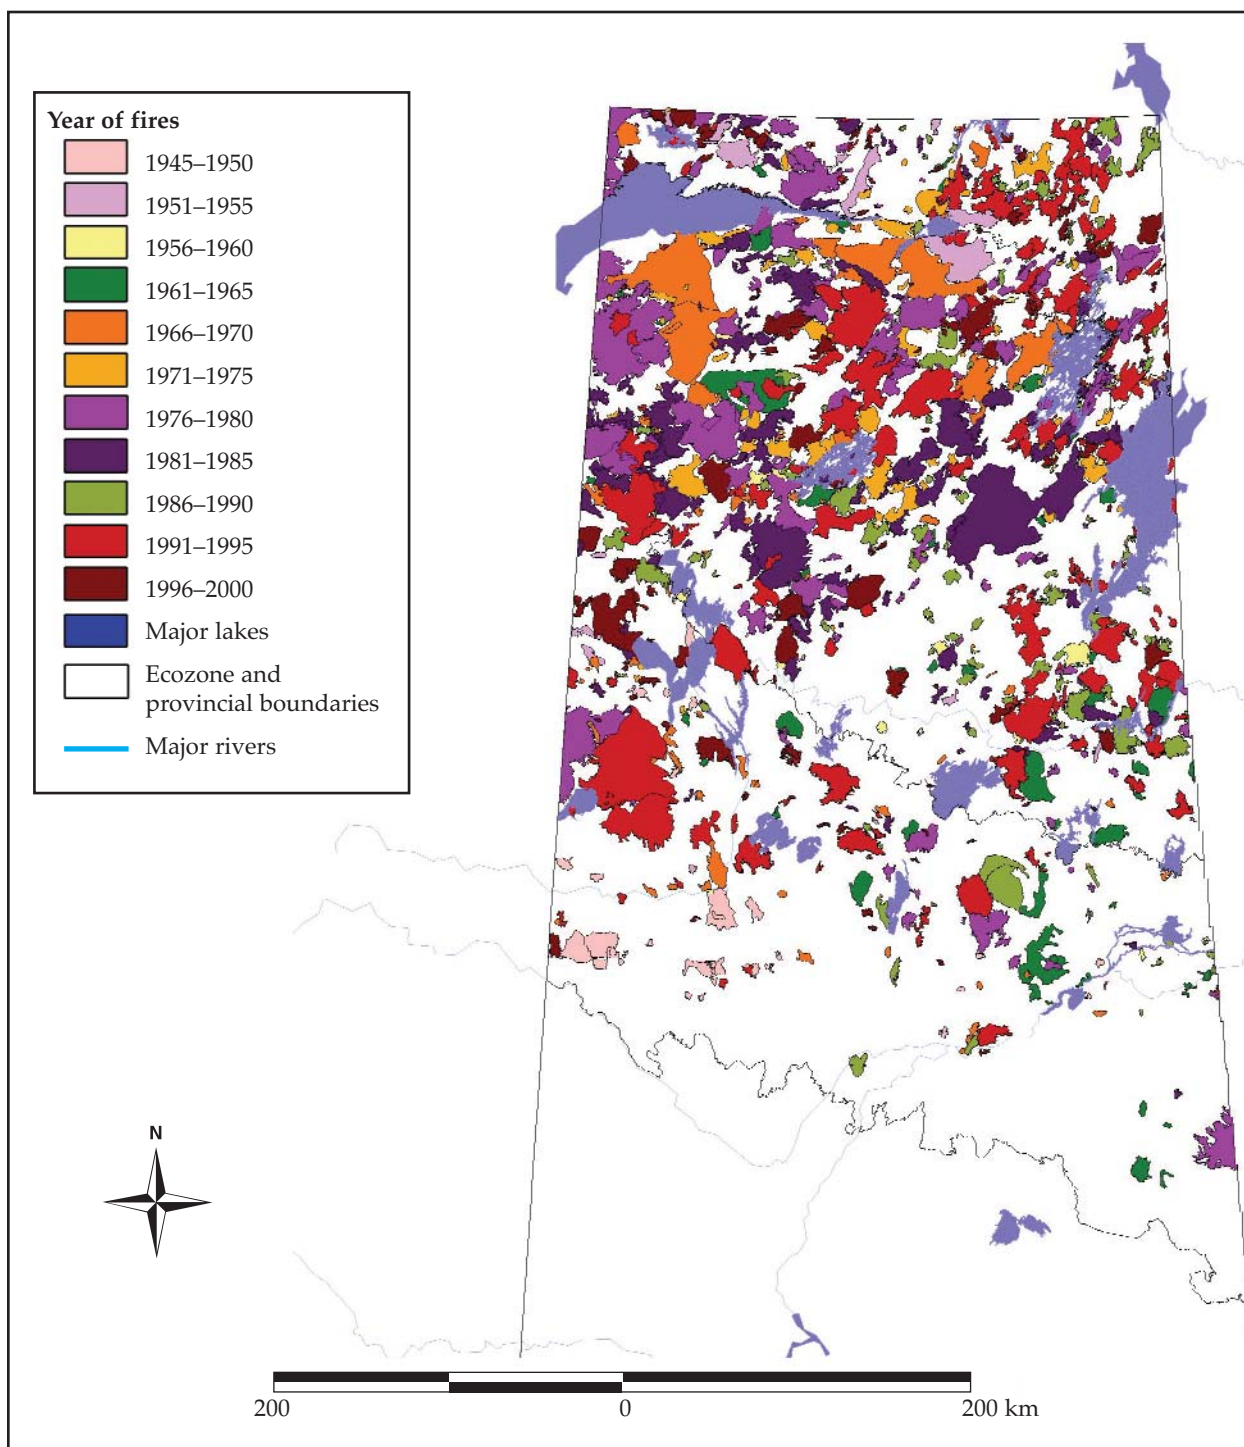 Year of fires
1945–1950
1951–1955
1956–1960
1961–1965
1966–1970
1971–1975
1976–1980
1981–1985
1986–1990
1991–1995
1996–2000
Major lakes
Ecozone and
provincial boundaries
Major rivers
N
200
0
200 km